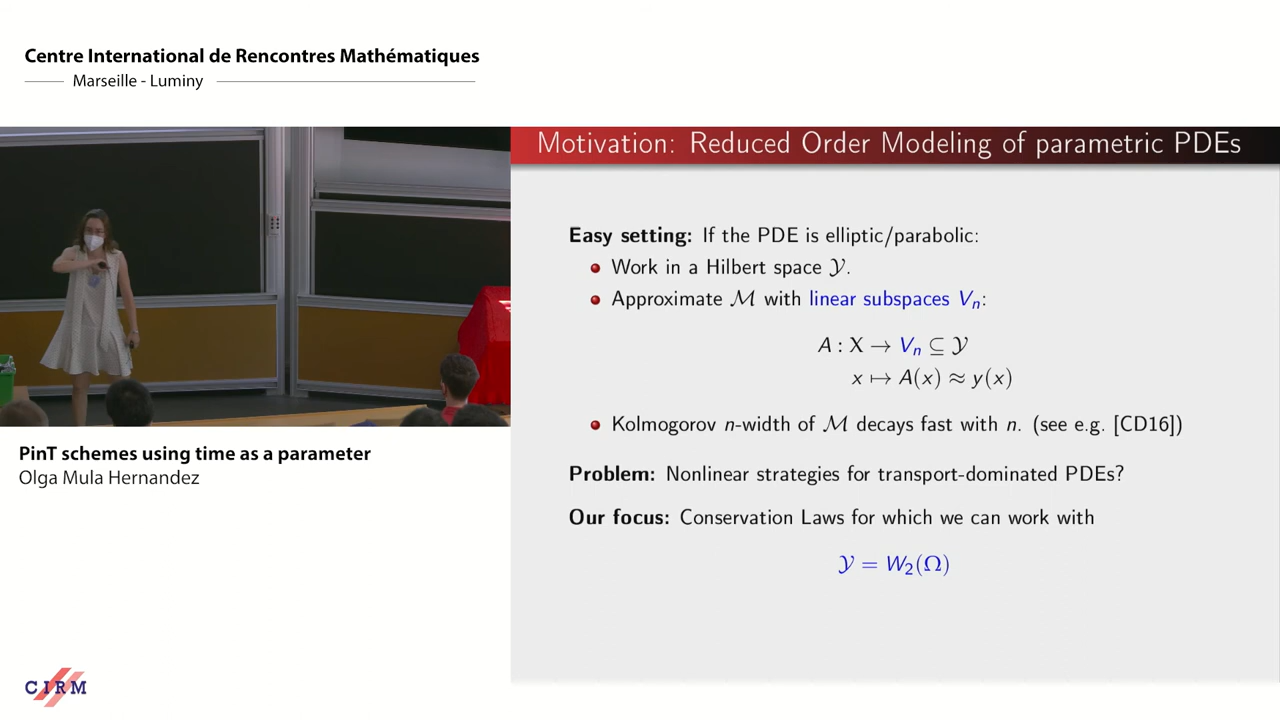 Centre International de Rencontres Mathématiques
Marseille - Luminy
Motivation: Reduced Order Modeling of parametric PDEs
Easy setting: If the PDE is elliptic/parabolic:
Work in a Hilbert space 𝒴.
Approximate ℳ with linear subspaces Vₙ:
A : X → Vₙ ⊆ 𝒴
x ↦ A(x) ≈ y(x)
Kolmogorov n-width of ℳ decays fast with n. (see e.g. [CD16])
Problem: Nonlinear strategies for transport-dominated PDEs?
Our focus: Conservation Laws for which we can work with
𝒴 = W₂(Ω)
PinT schemes using time as a parameter
Olga Mula Hernandez
CIRM